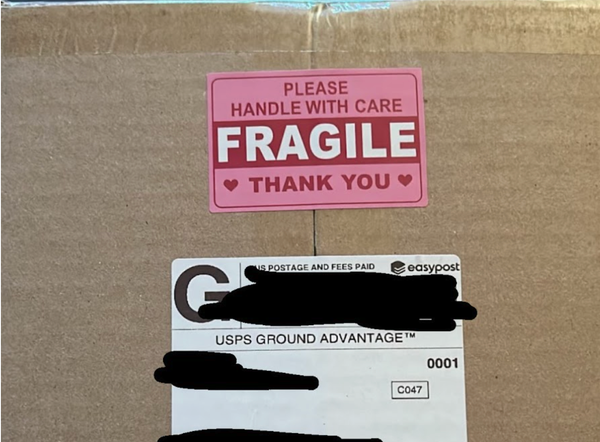 PLEASE
HANDLE WITH CARE
FRAGILE
♥ THANK YOU ♥
G
US POSTAGE AND FEES PAID
easypost
USPS GROUND ADVANTAGE™
0001
C047